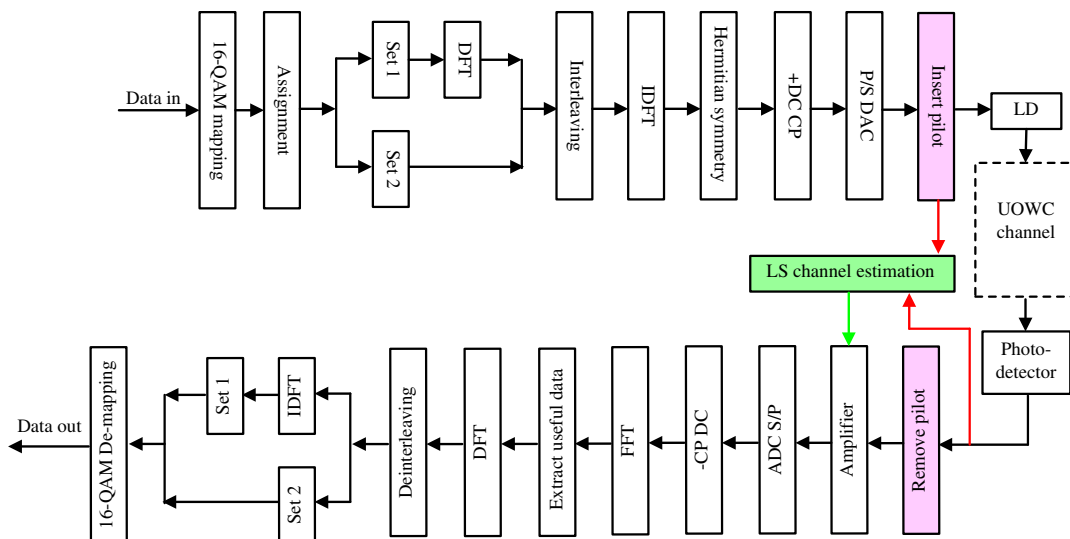 Data in
16-QAM mapping
Assignment
Set 1
DFT
Set 2
Interleaving
IDFT
Hermitian symmetry
+DC CP
P/S DAC
Insert pilot
LD
UOWC
channel
LS channel estimation
Photo-
detector
Remove pilot
Amplifier
ADC S/P
-CP DC
FFT
Extract useful data
DFT
Deinterleaving
IDFT
Set 1
Set 2
16-QAM De-mapping
Data out